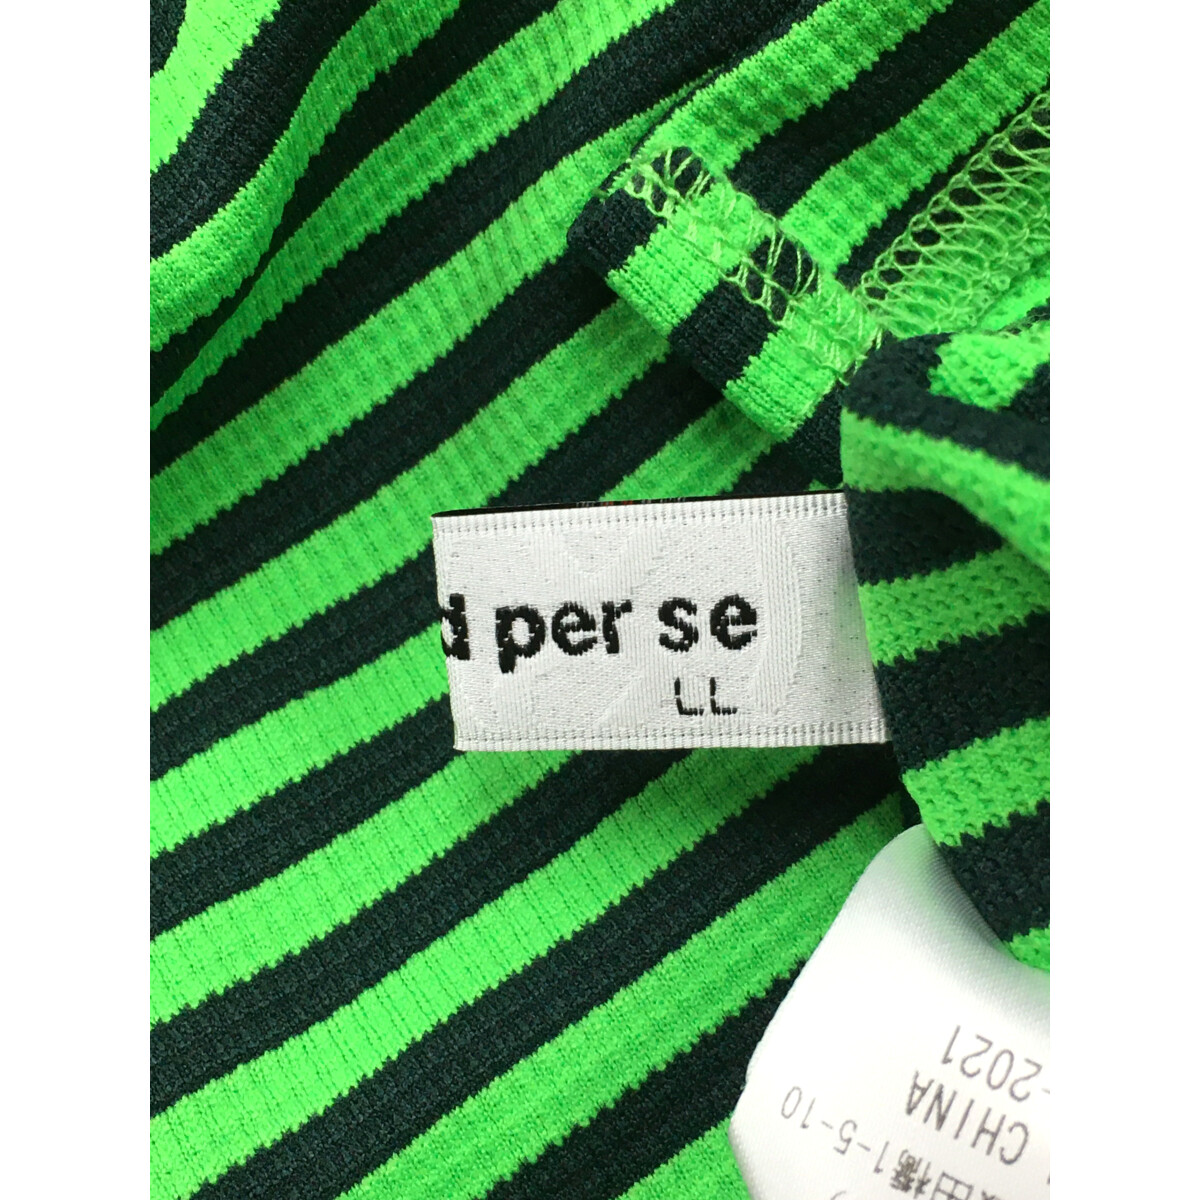 d per se
LL
-2021
CHINA
田橋1-5-10